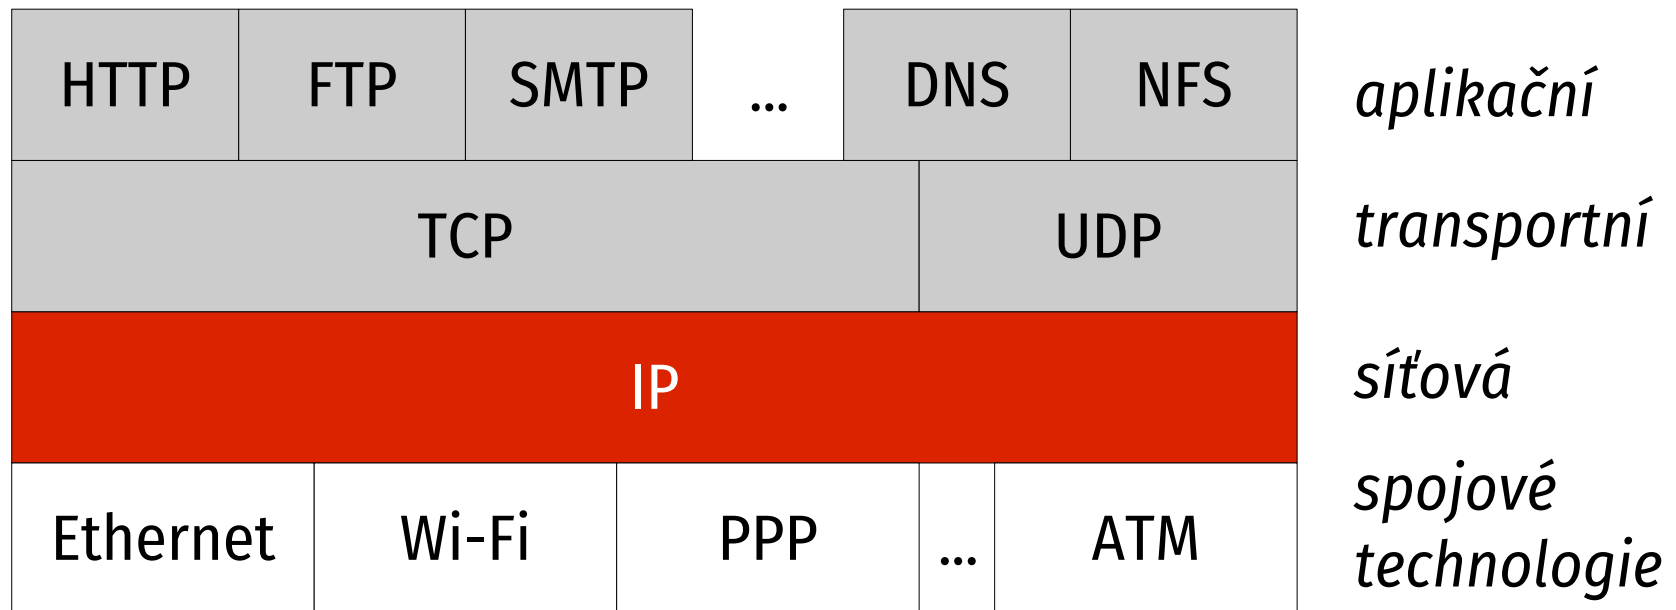 HTTP FTP SMTP ... DNS NFS aplikační
TCP UDP transportní
IP síťová
Ethernet Wi-Fi PPP ... ATM spojové
technologie